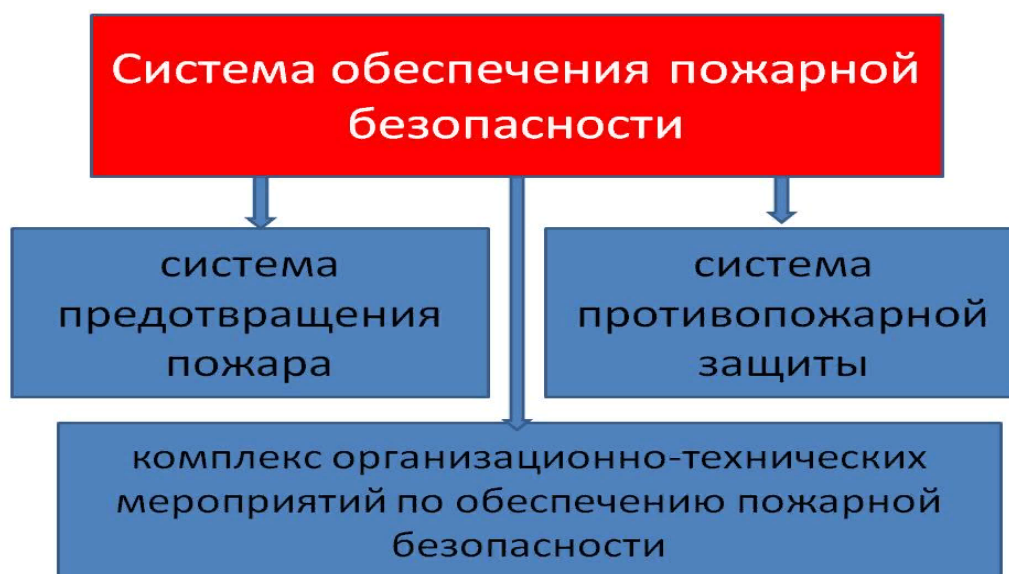 Система обеспечения пожарной
безопасности
система
предотвращения
пожара
система
противопожарной
защиты
комплекс организационно-технических
мероприятий по обеспечению пожарной
безопасности